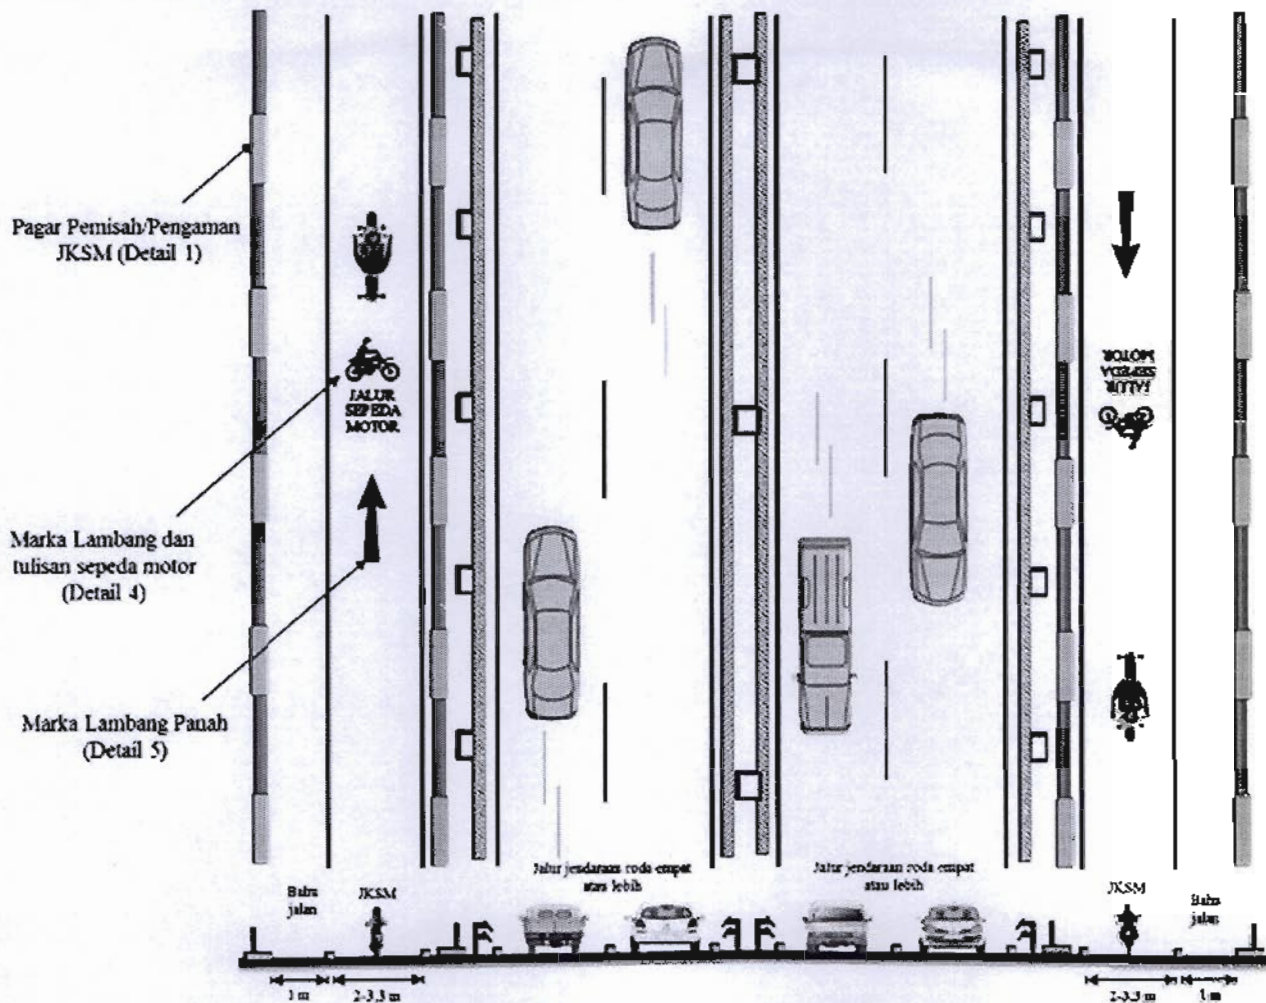 Pagar Pemisah/Pengaman
JKSM (Detail 1)
JALUR
SEPEDA
MOTOR
Marka Lambang dan
tulisan sepeda motor
(Detail 4)
Marka Lambang Panah
(Detail 5)
JALUR
SEPEDA
MOTOR
Bahu
jalan
JKSM
Jalur jendaraan roda empat
atau lebih
Jalur jendaraan roda empat
atau lebih
JKSM
Bahu
jalan
1 m
2-3,3 m
2-3,3 m
1 m